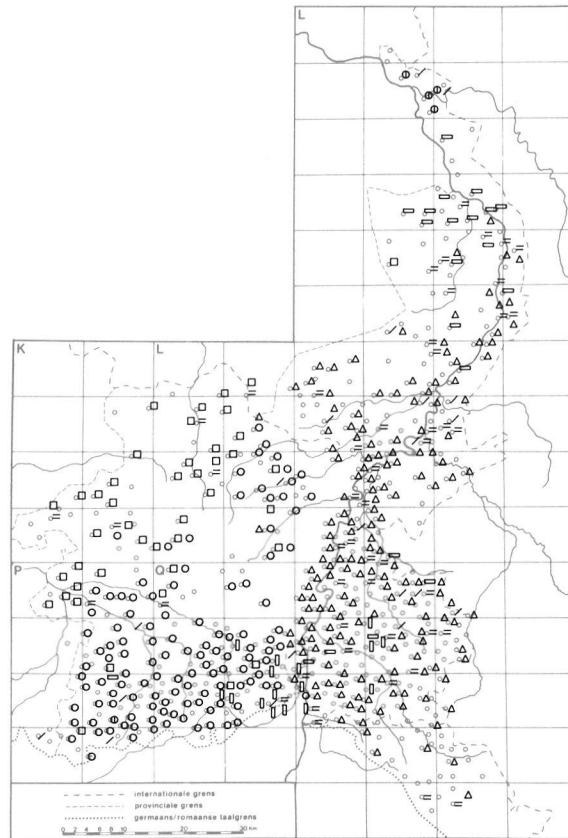 L
K
L
P
Q
internationale grens
provinciale grens
germaans/romaanse taalgrens
0 2 4 6 8 10 20 30 Km